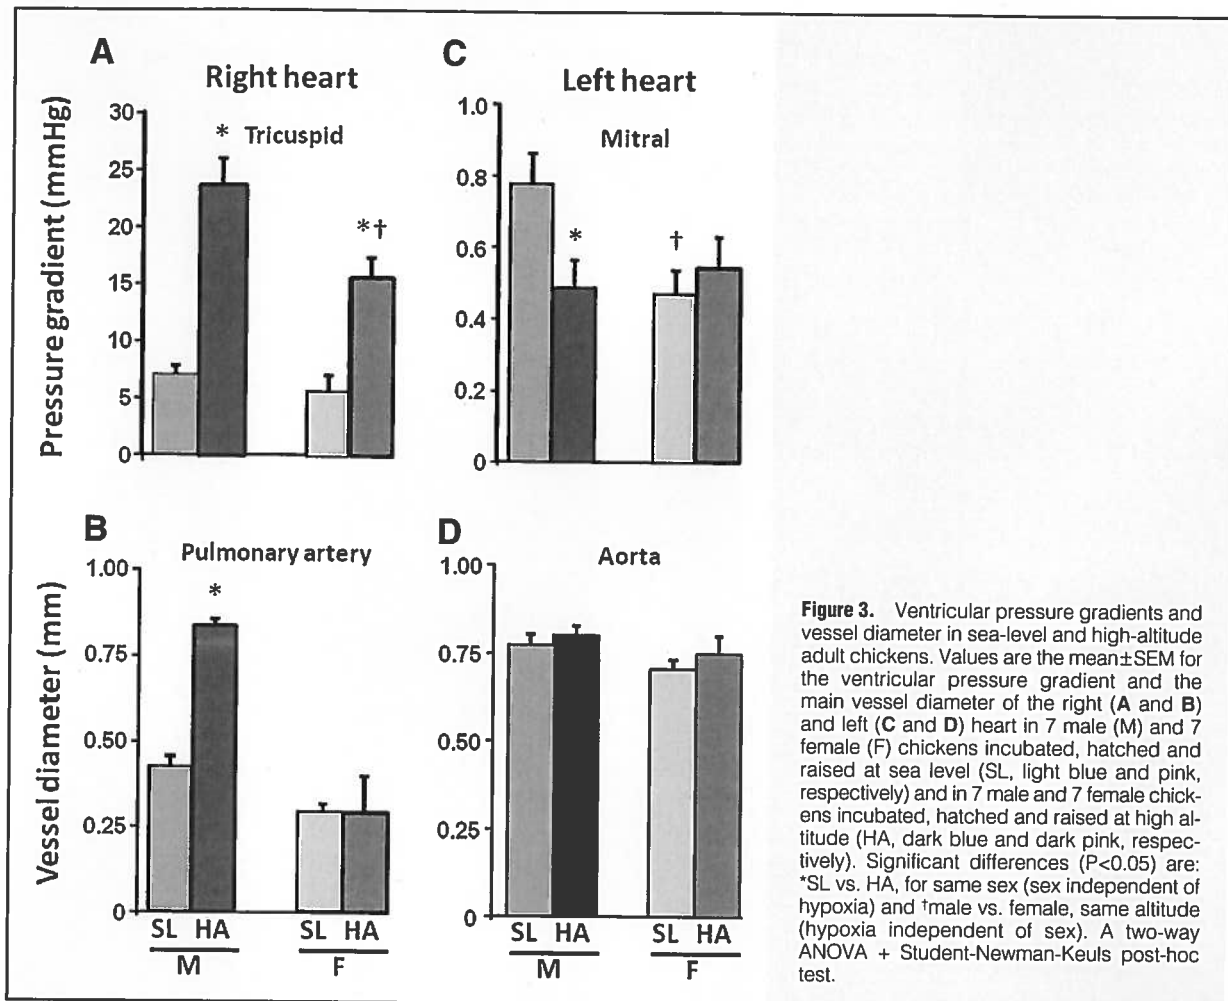 A
Right heart
Pressure gradient (mmHg)
30
25
20
15
10
5
0
* Tricuspid
*†
C
Left heart
1.0
0.8
0.6
0.4
0.2
0
Mitral
*
†
B
Pulmonary artery
Vessel diameter (mm)
1.00
0.75
0.50
0.25
0
*
SL HA
M
SL HA
F
D
Aorta
1.00
0.75
0.50
0.25
0
SL HA
M
SL HA
F
Figure 3. Ventricular pressure gradients and
vessel diameter in sea-level and high-altitude
adult chickens. Values are the mean±SEM for
the ventricular pressure gradient and the
main vessel diameter of the right (A and B)
and left (C and D) heart in 7 male (M) and 7
female (F) chickens incubated, hatched and
raised at sea level (SL, light blue and pink,
respectively) and in 7 male and 7 female chick-
ens incubated, hatched and raised at high al-
titude (HA, dark blue and dark pink, respec-
tively). Significant differences (P<0.05) are:
*SL vs. HA, for same sex (sex independent of
hypoxia) and †male vs. female, same altitude
(hypoxia independent of sex). A two-way
ANOVA + Student-Newman-Keuls post-hoc
test.